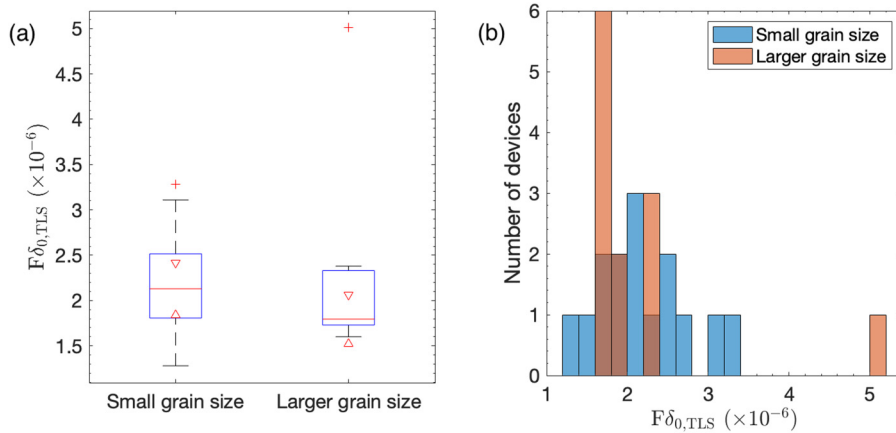 (a)
5
4.5
4
3.5
3
2.5
2
1.5
Fδ0,TLS (×10−6)
Small grain size
Larger grain size
(b)
6
5
4
3
2
1
0
Number of devices
Small grain size
Larger grain size
1 2 3 4 5
Fδ0,TLS (×10−6)